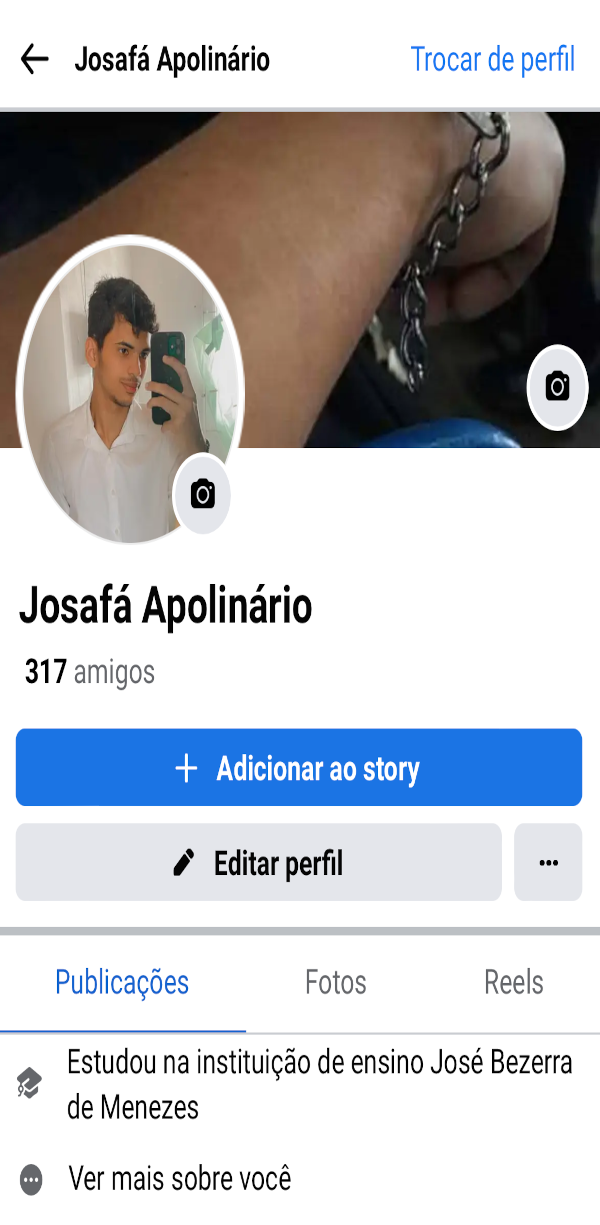 Josafá Apolinário
Trocar de perfil
Josafá Apolinário
317 amigos
Adicionar ao story
Editar perfil
Publicações
Fotos
Reels
Estudou na instituição de ensino José Bezerra
de Menezes
Ver mais sobre você